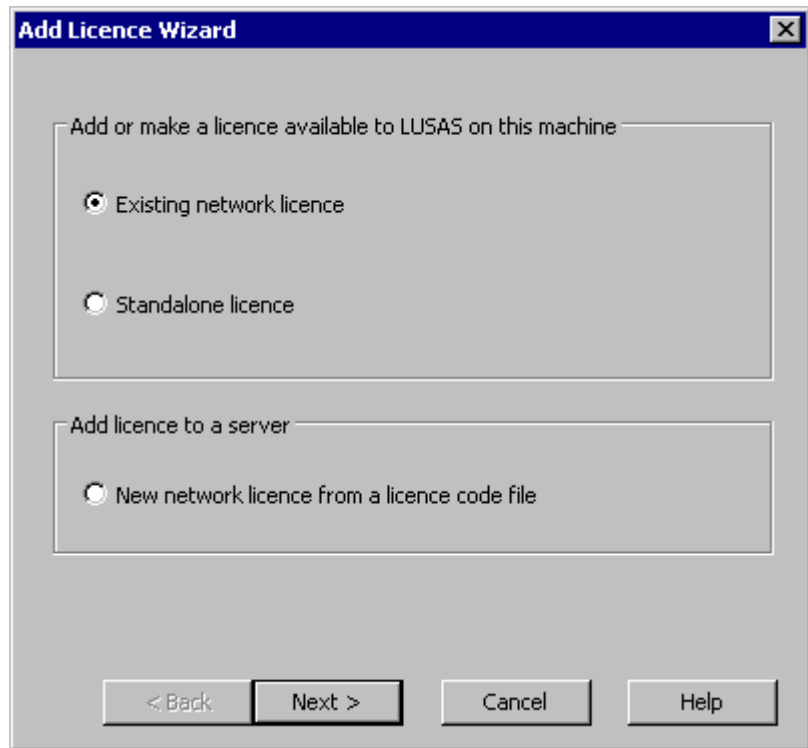 Add Licence Wizard
Add or make a licence available to LUSAS on this machine
Existing network licence
Standalone licence
Add licence to a server
New network licence from a licence code file
< Back Next > Cancel Help